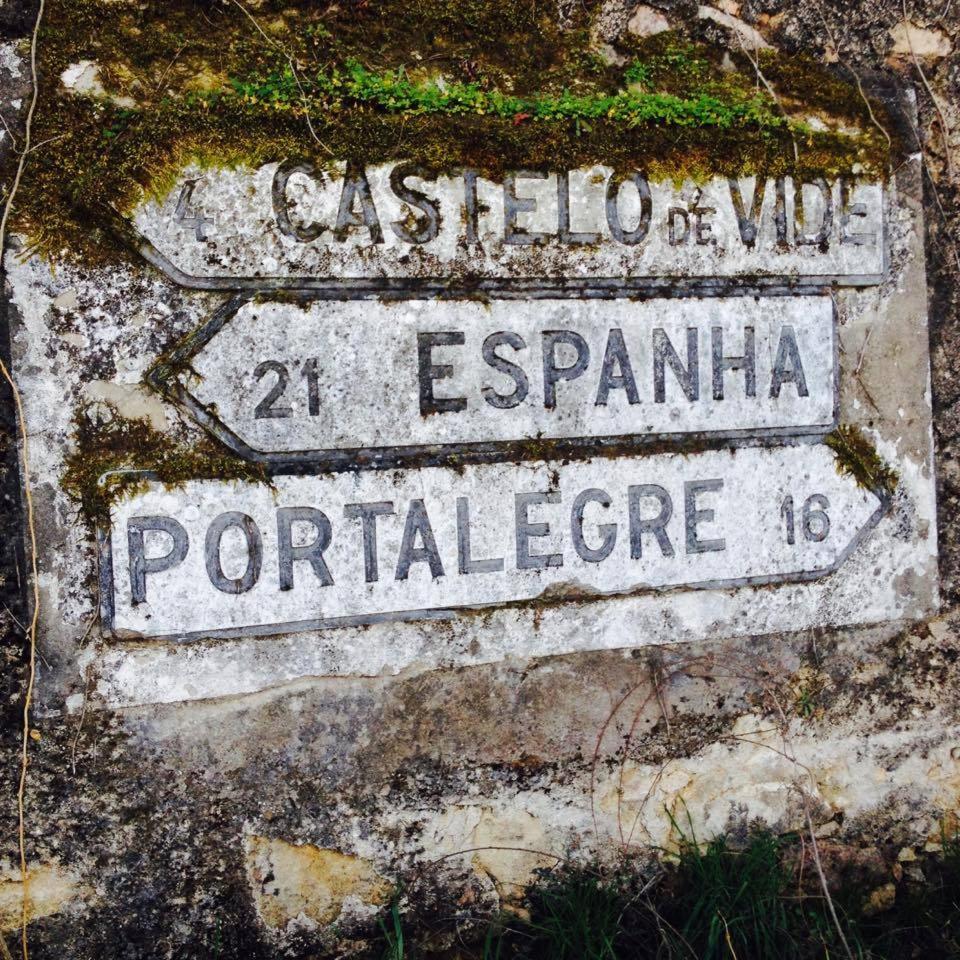 4 CASTELO DE VIDE
21 ESPANHA
PORTALEGRE 16